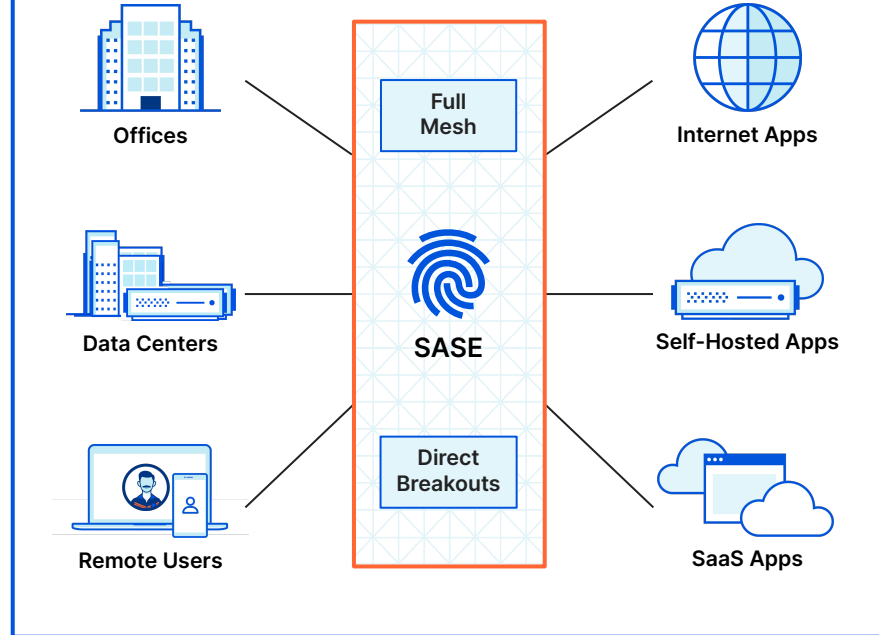 Offices
Data Centers
Remote Users
Full
Mesh
SASE
Direct
Breakouts
Internet Apps
Self-Hosted Apps
SaaS Apps